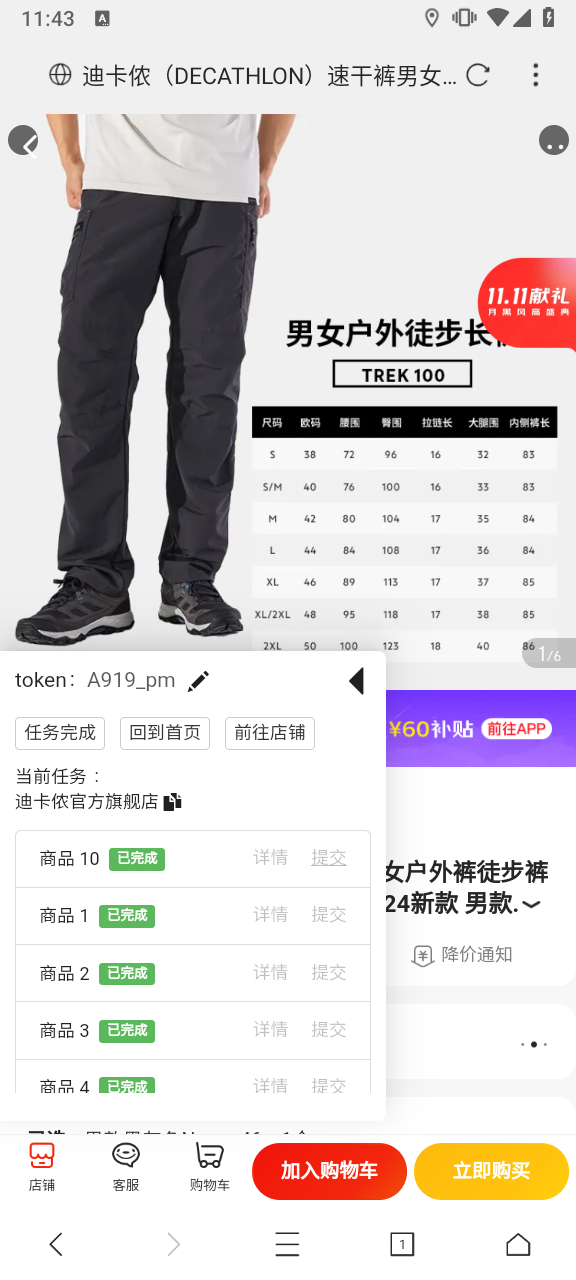 11:43
迪卡侬（DECATHLON）速干裤男女...
11.11献礼
月黑风高盛典
男女户外徒步长
TREK 100
尺码 欧码 腰围 臀围 拉链长 大腿围 内侧裤长
S 38 72 96 16 32 83
S/M 40 76 100 16 33 83
M 42 80 104 17 35 84
L 44 84 108 17 36 84
XL 46 89 113 17 37 85
XL/2XL 48 95 118 17 38 85
2XL 50 100 123 18 40 86
1/6
token： A919_pm
¥60补贴 前往APP
任务完成 回到首页 前往店铺
当前任务：
迪卡侬官方旗舰店
商品 10 已完成 详情 提交
女户外裤徒步裤
24新款 男款.
商品 1 已完成 详情 提交
降价通知
商品 2 已完成 详情 提交
商品 3 已完成 详情 提交
商品 4 已完成 详情 提交
店铺 客服 购物车 加入购物车 立即购买
1